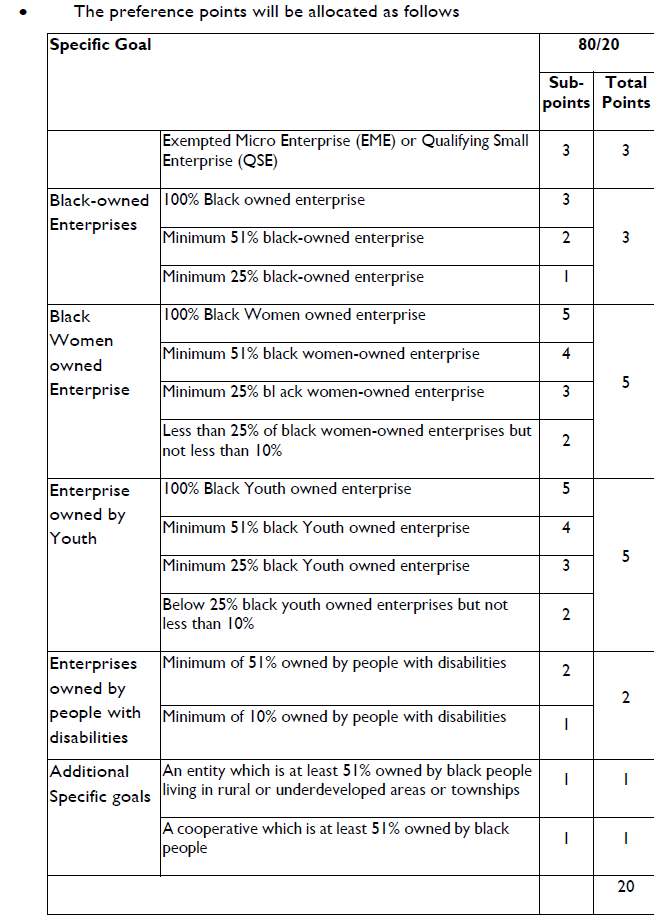 • The preference points will be allocated as follows
Specific Goal
80/20
Sub-
points
Total
Points
Exempted Micro Enterprise (EME) or Qualifying Small
Enterprise (QSE)
3
3
Black-owned
Enterprises
100% Black owned enterprise
3
Minimum 51% black-owned enterprise
2
3
Minimum 25% black-owned enterprise
1
Black
Women
owned
Enterprise
100% Black Women owned enterprise
5
Minimum 51% black women-owned enterprise
4
Minimum 25% bl ack women-owned enterprise
3
5
Less than 25% of black women-owned enterprises but
not less than 10%
2
Enterprise
owned by
Youth
100% Black Youth owned enterprise
5
Minimum 51% black Youth owned enterprise
4
Minimum 25% black Youth owned enterprise
3
5
Below 25% black youth owned enterprises but not
less than 10%
2
Enterprises
owned by
people with
disabilities
Minimum of 51% owned by people with disabilities
2
2
Minimum of 10% owned by people with disabilities
1
Additional
Specific goals
An entity which is at least 51% owned by black people
living in rural or underdeveloped areas or townships
1
1
A cooperative which is at least 51% owned by black
people
1
1
20